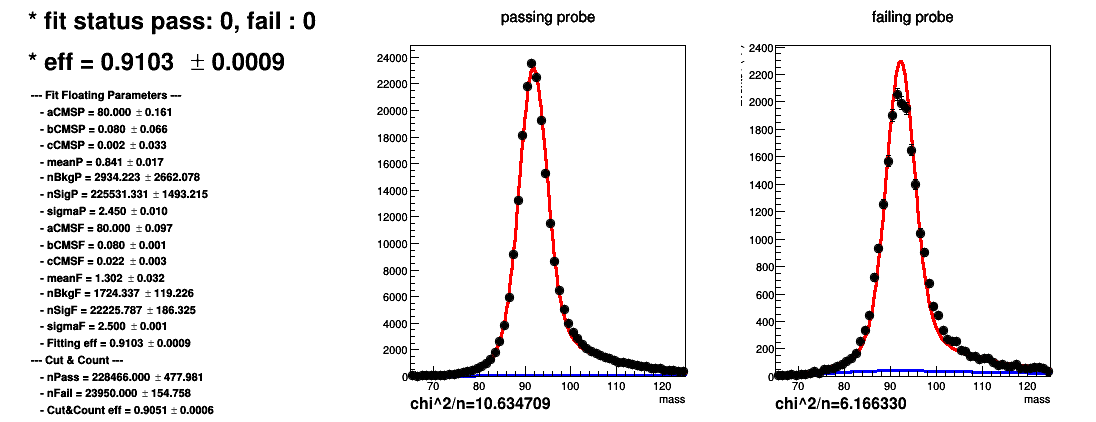 * fit status pass: 0, fail : 0
* eff = 0.9103 ± 0.0009
--- Fit Floating Parameters ---
- aCMSP = 80.000 ± 0.161
- bCMSP = 0.080 ± 0.066
- cCMSP = 0.002 ± 0.033
- meanP = 0.841 ± 0.017
- nBkgP = 2934.223 ± 2662.078
- nSigP = 225531.331 ± 1493.215
- sigmaP = 2.450 ± 0.010
- aCMSF = 80.000 ± 0.097
- bCMSF = 0.080 ± 0.001
- cCMSF = 0.022 ± 0.003
- meanF = 1.302 ± 0.032
- nBkgF = 1724.337 ± 119.226
- nSigF = 22225.787 ± 186.325
- sigmaF = 2.500 ± 0.001
- Fitting eff = 0.9103 ± 0.0009
--- Cut & Count ---
- nPass = 228466.000 ± 477.981
- nFail = 23950.000 ± 154.758
- Cut&Count eff = 0.9051 ± 0.0006
passing probe
24000
22000
20000
18000
16000
14000
12000
10000
8000
6000
4000
2000
0
70 80 90 100 110 120
mass
chi^2/n=10.634709
failing probe
2400
2200
2000
1800
1600
1400
1200
1000
800
600
400
200
0
70 80 90 100 110 120
mass
chi^2/n=6.166330